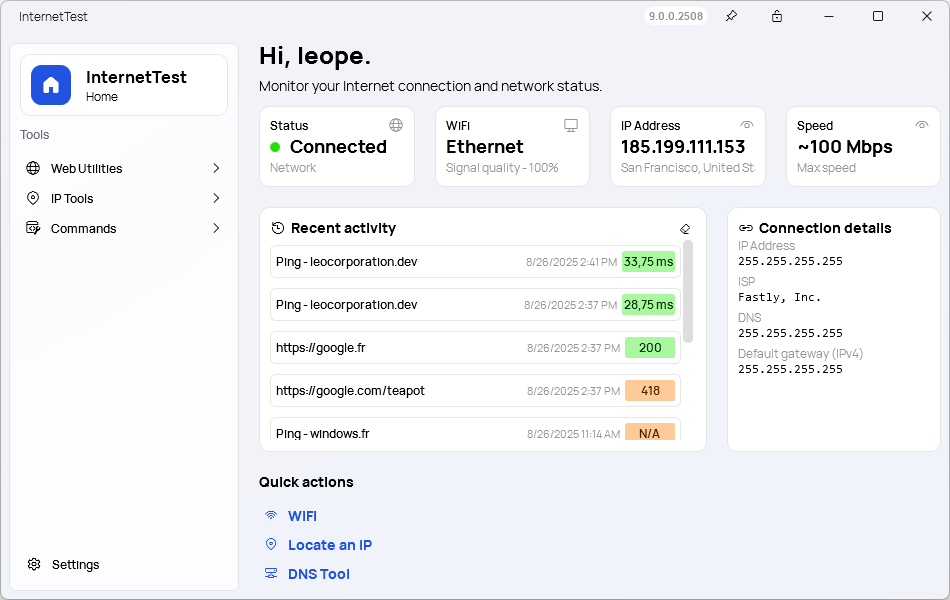 InternetTest
9.0.0.2508
InternetTest
Home
Tools
Web Utilities
IP Tools
Commands
Settings
Hi, leope.
Monitor your Internet connection and network status.
Status
Connected
Network
WiFi
Ethernet
Signal quality - 100%
IP Address
185.199.111.153
San Francisco, United St
Speed
~100 Mbps
Max speed
Recent activity
Ping - leocorporation.dev 8/26/2025 2:41 PM 33,75 ms
Ping - leocorporation.dev 8/26/2025 2:37 PM 28,75 ms
https://google.fr 8/26/2025 2:37 PM 200
https://google.com/teapot 8/26/2025 2:37 PM 418
Ping - windows.fr 8/26/2025 11:14 AM N/A
Connection details
IP Address
255.255.255.255
ISP
Fastly, Inc.
DNS
255.255.255.255
Default gateway (IPv4)
255.255.255.255
Quick actions
WiFi
Locate an IP
DNS Tool